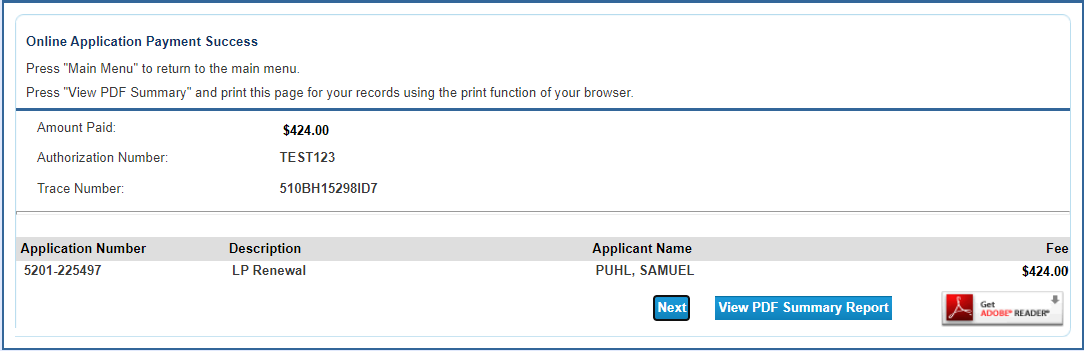 Online Application Payment Success
Press "Main Menu" to return to the main menu.
Press "View PDF Summary" and print this page for your records using the print function of your browser.
Amount Paid: $424.00
Authorization Number: TEST123
Trace Number: 510BH15298ID7
Application Number Description Applicant Name Fee
5201-225497 LP Renewal PUHL, SAMUEL $424.00
Next View PDF Summary Report Get
ADOBE® READER®